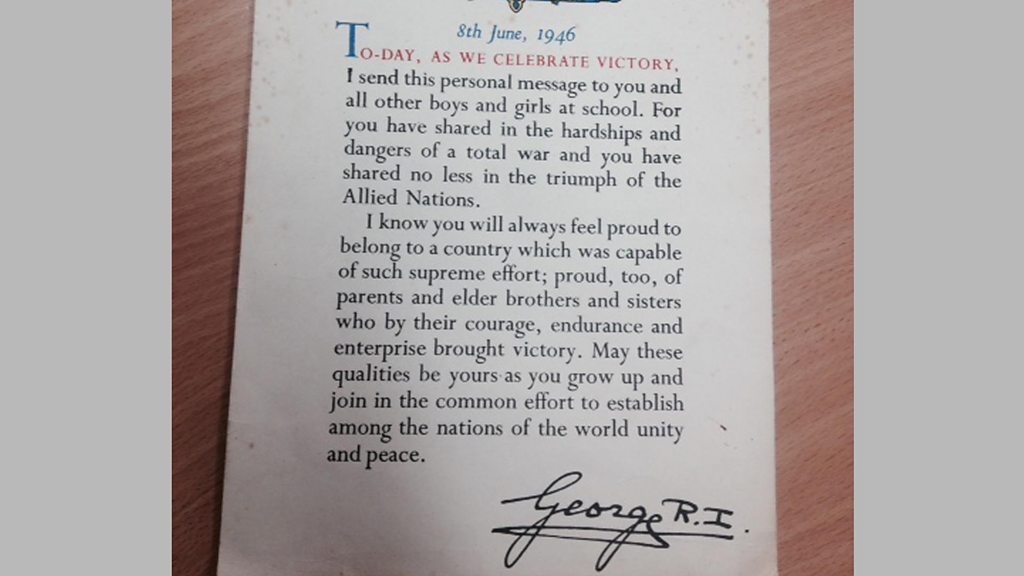 8th June, 1946
TO-DAY, AS WE CELEBRATE VICTORY,
I send this personal message to you and
all other boys and girls at school. For
you have shared in the hardships and
dangers of a total war and you have
shared no less in the triumph of the
Allied Nations.
I know you will always feel proud to
belong to a country which was capable
of such supreme effort; proud, too, of
parents and elder brothers and sisters
who by their courage, endurance and
enterprise brought victory. May these
qualities be yours as you grow up and
join in the common effort to establish
among the nations of the world unity
and peace.
George R.I.